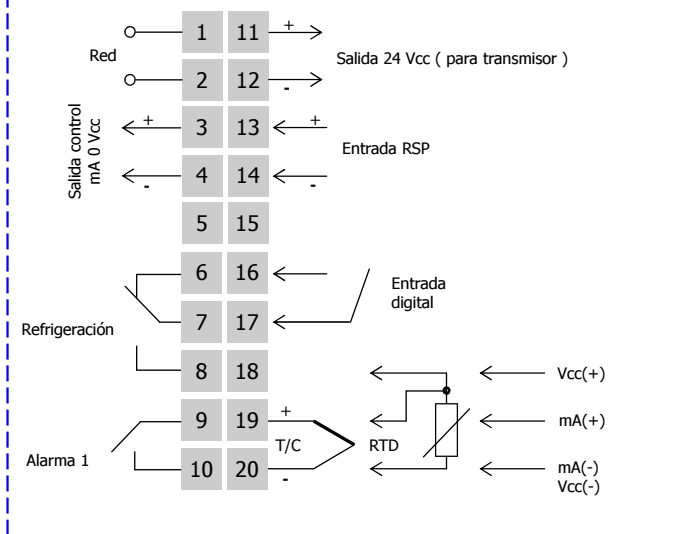 1 11 +
Red
Salida 24 Vcc ( para transmisor )
2 12 -
Salida control
mA 0 Vcc
+ 3 13 +
Entrada RSP
- 4 14 -
5 15
6 16
Entrada
digital
7 17
Refrigeración
8 18
Vcc(+)
9 19 +
mA(+)
T/C
RTD
Alarma 1
10 20 -
mA(-)
Vcc(-)